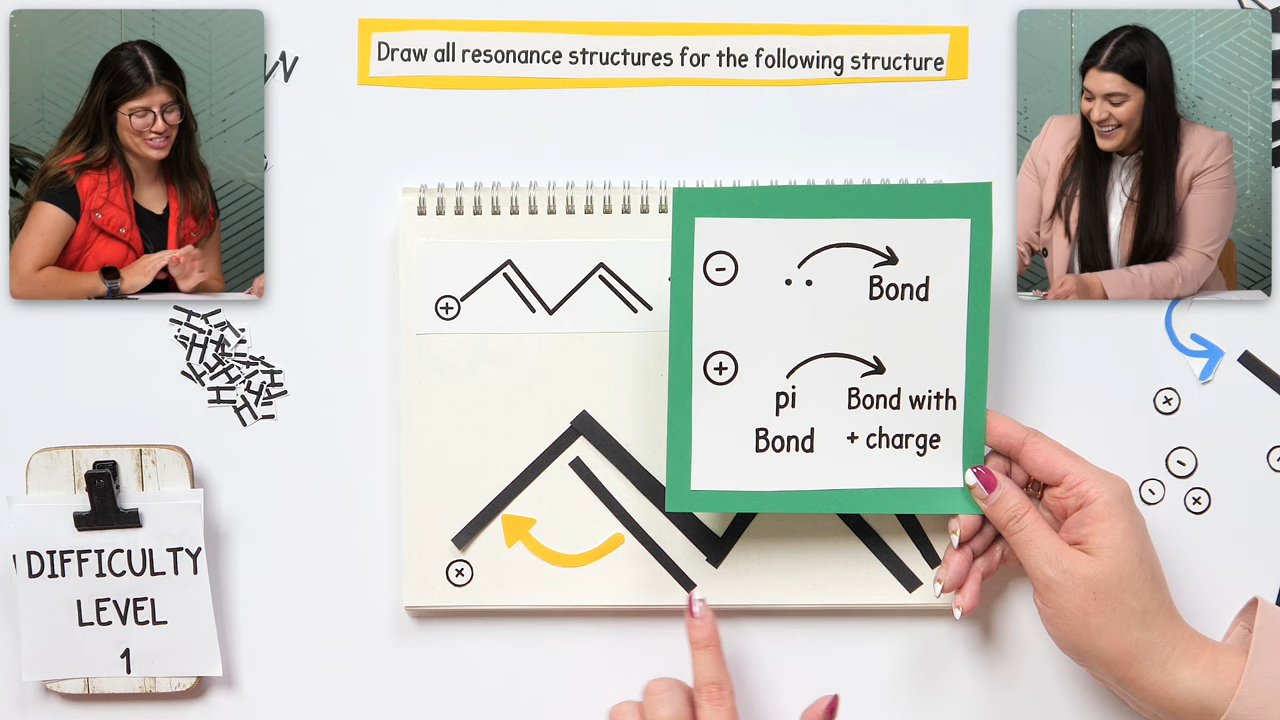 Draw all resonance structures for the following structure
⊖
Bond
⊕
pi Bond with
Bond + charge
⊕
DIFFICULTY
LEVEL
1